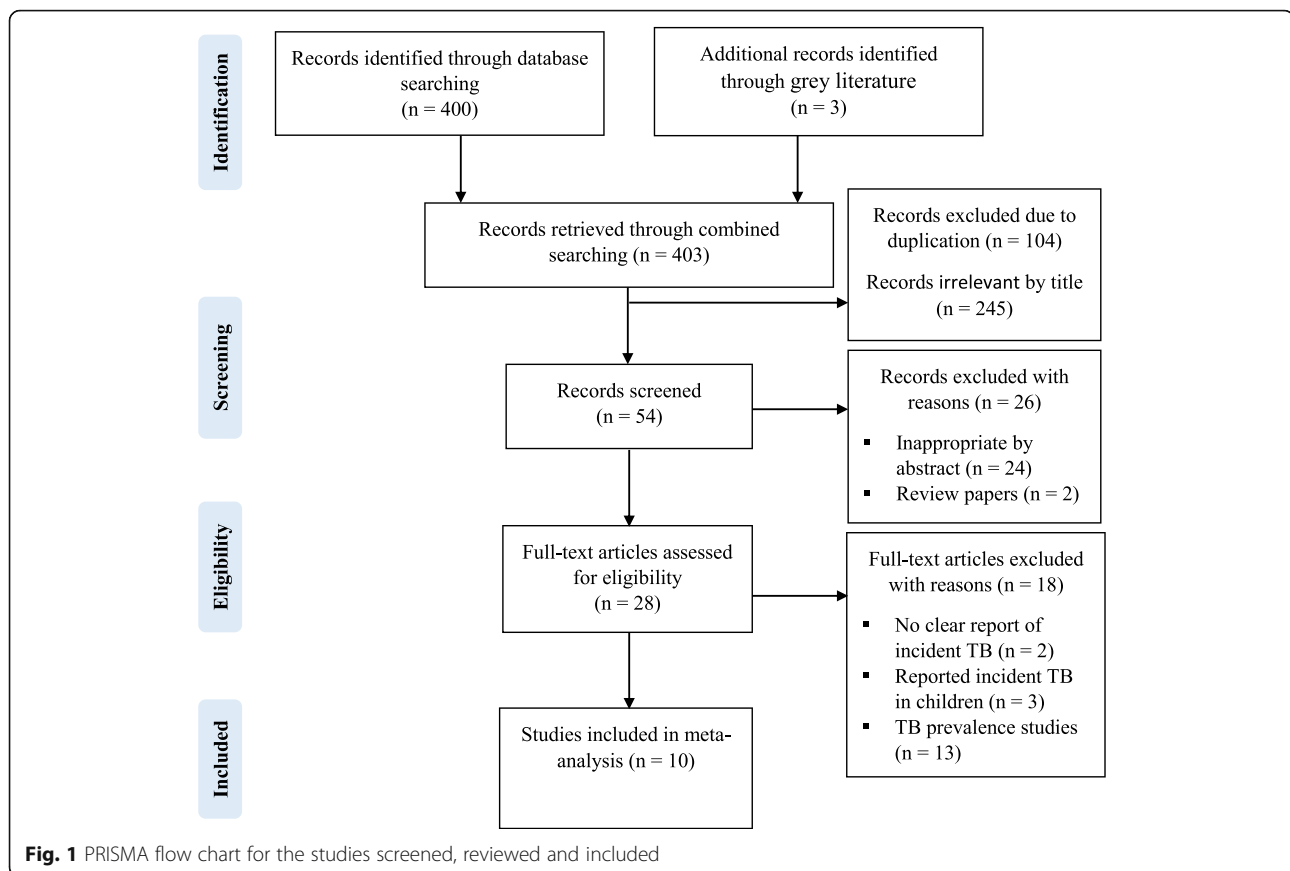 Identification
Records identified through database
searching
(n = 400)
Additional records identified
through grey literature
(n = 3)
Records retrieved through combined
searching (n = 403)
Records excluded due to
duplication (n = 104)
Records irrelevant by title
(n = 245)
Screening
Records screened
(n = 54)
Records excluded with
reasons (n = 26)
▪ Inappropriate by
abstract (n = 24)
▪ Review papers (n = 2)
Eligibility
Full-text articles assessed
for eligibility
(n = 28)
Full-text articles excluded
with reasons (n = 18)
▪ No clear report of
incident TB (n = 2)
▪ Reported incident TB
in children (n = 3)
▪ TB prevalence studies
(n = 13)
Included
Studies included in meta-
analysis (n = 10)
Fig. 1 PRISMA flow chart for the studies screened, reviewed and included